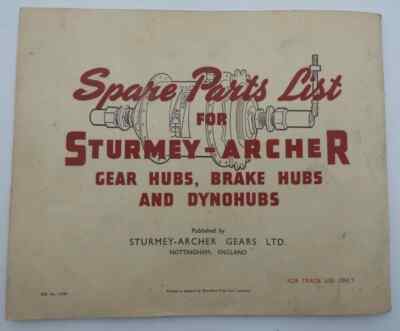 Spare Parts List
FOR
STURMEY-ARCHER
GEAR HUBS, BRAKE HUBS
AND DYNOHUBS
Published by
STURMEY-ARCHER GEARS LTD.
NOTTINGHAM, ENGLAND
FOR TRADE USE ONLY